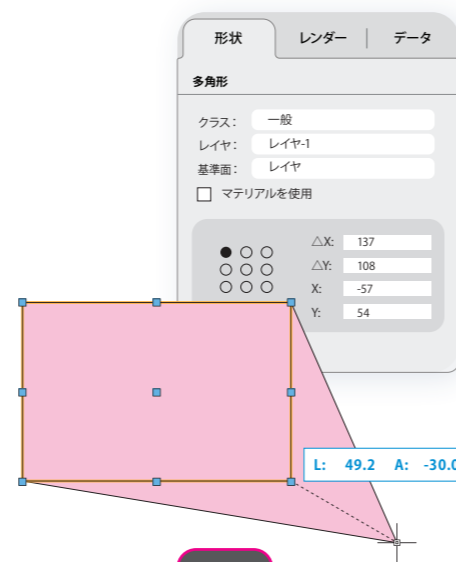 形状 レンダー データ
多角形
クラス： 一般
レイヤ： レイヤ-1
基準面： レイヤ
マテリアルを使用
△X: 137
△Y: 108
X: -57
Y: 54
L: 49.2 A: -30.0